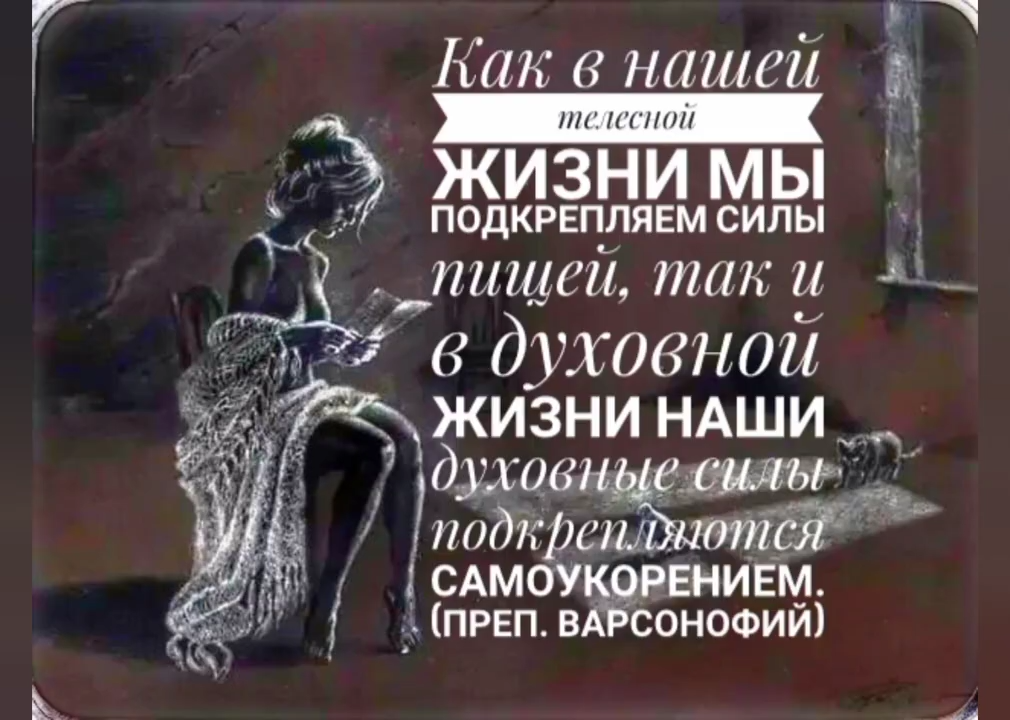 Как в нашей
телесной
ЖИЗНИ МЫ
ПОДКРЕПЛЯЕМ СИЛЫ
пищей, так и
в духовной
ЖИЗНИ НАШИ
духовные силы
подкрепляются
САМОУКОРЕНИЕМ.
(ПРЕП. ВАРСОНОФИЙ)